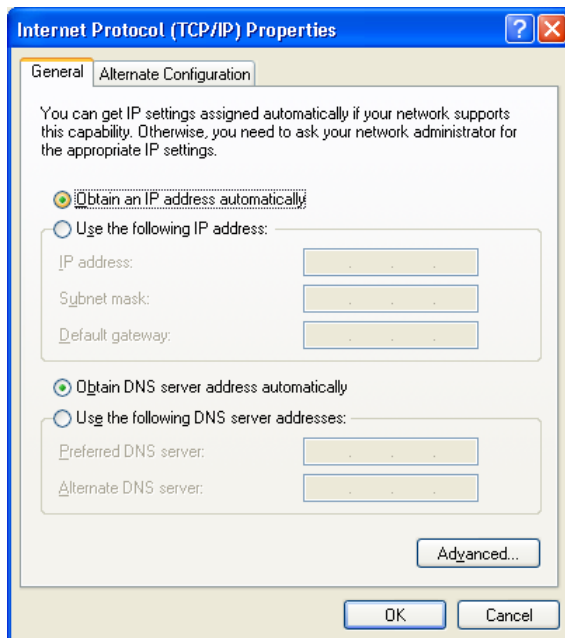 Internet Protocol (TCP/IP) Properties
General Alternate Configuration
You can get IP settings assigned automatically if your network supports
this capability. Otherwise, you need to ask your network administrator for
the appropriate IP settings.
Obtain an IP address automatically
Use the following IP address:
IP address:
Subnet mask:
Default gateway:
Obtain DNS server address automatically
Use the following DNS server addresses:
Preferred DNS server:
Alternate DNS server:
Advanced...
OK Cancel